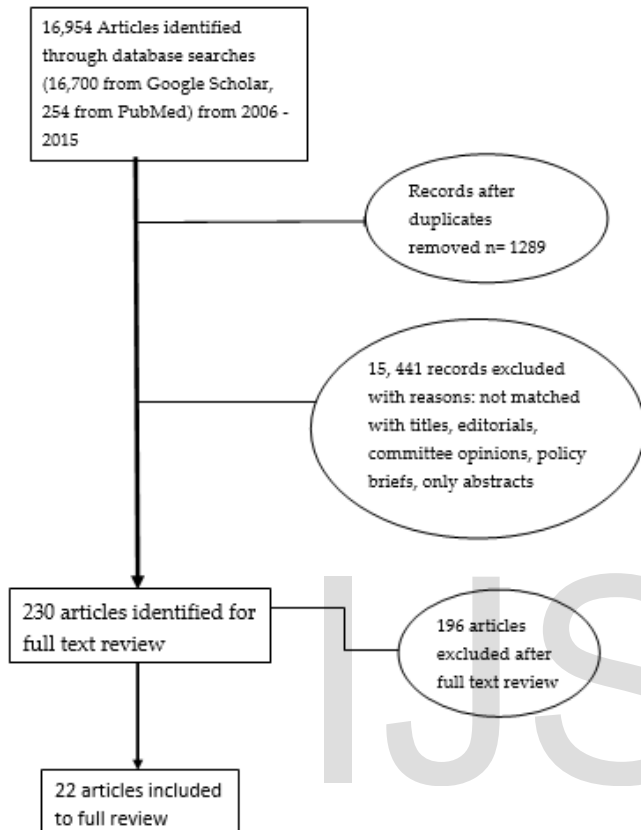 16,954 Articles identified
through database searches
(16,700 from Google Scholar,
254 from PubMed) from 2006 -
2015
Records after
duplicates
removed n= 1289
15, 441 records excluded
with reasons: not matched
with titles, editorials,
committee opinions, policy
briefs, only abstracts
230 articles identified for
full text review
196 articles
excluded after
full text review
22 articles included
to full review
IJS